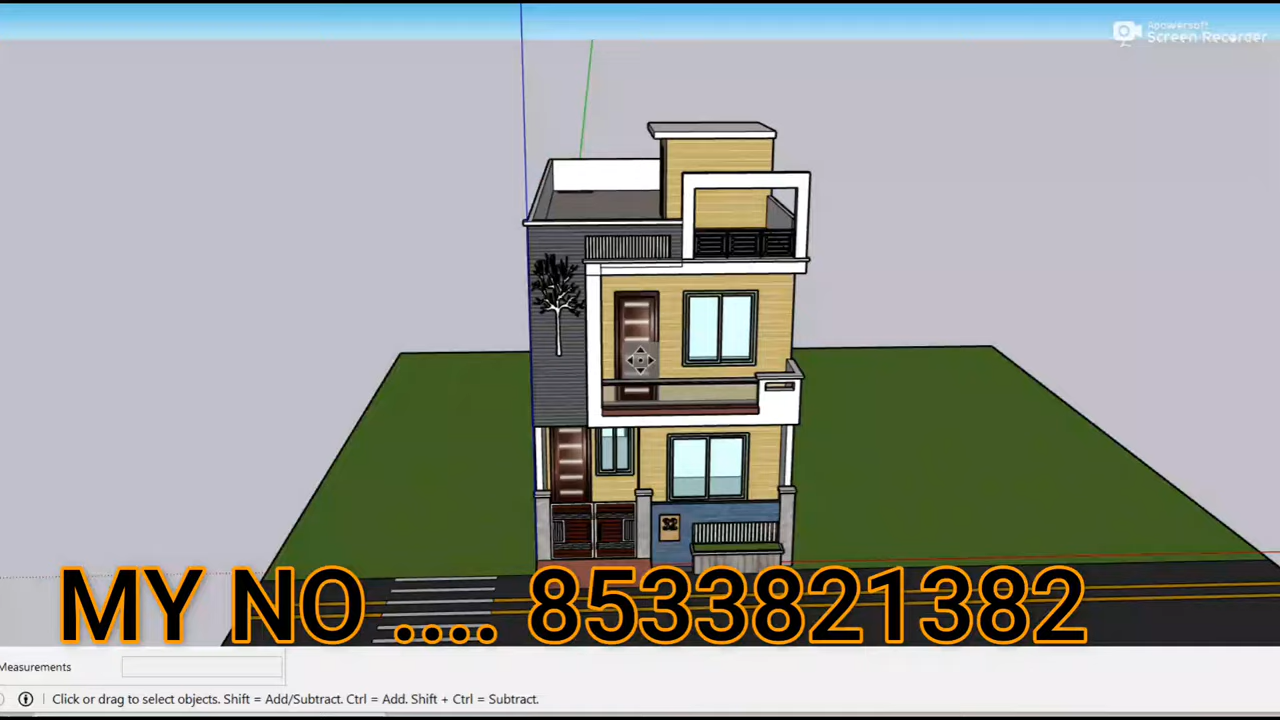 Apowersoft
Screen Recorder
32
MY NO .... 8533821382
Measurements
Click or drag to select objects. Shift = Add/Subtract. Ctrl = Add. Shift + Ctrl = Subtract.